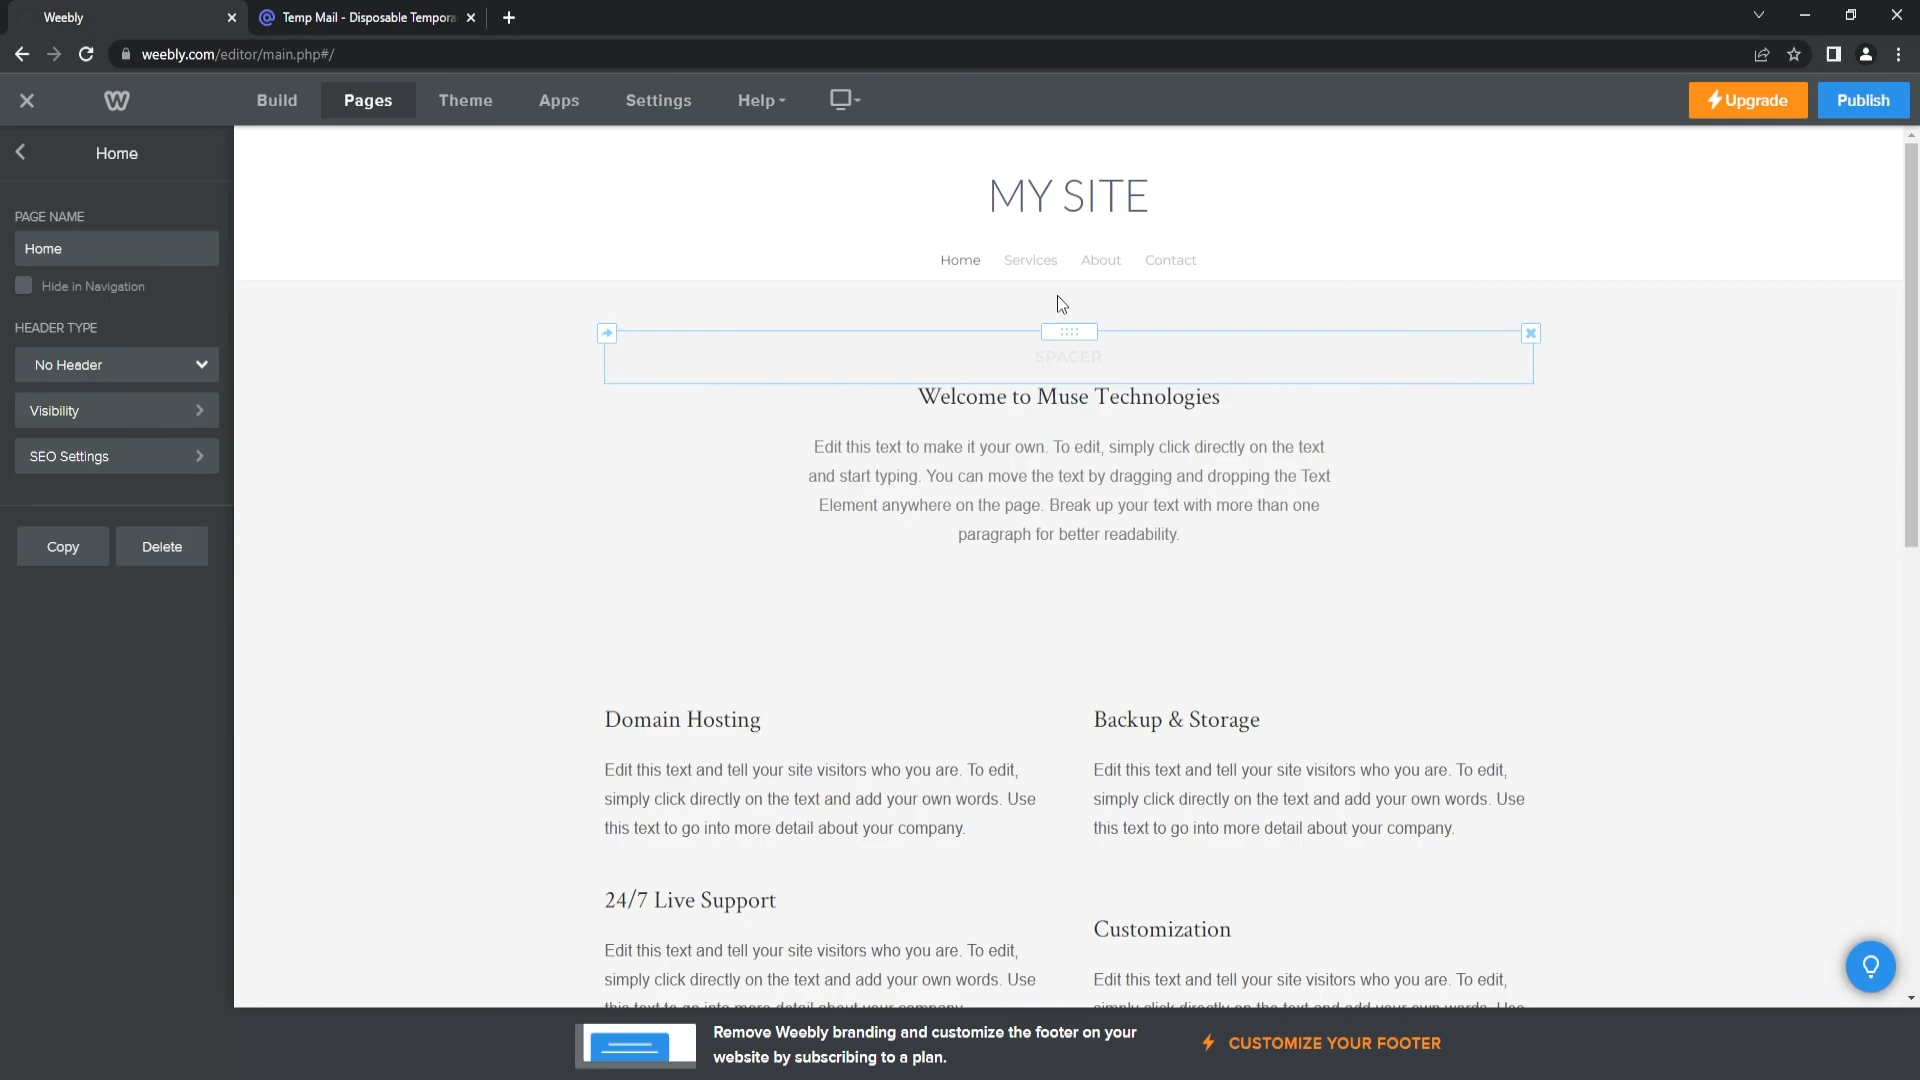 Weebly
Temp Mail - Disposable Tempora
weebly.com/editor/main.php#/
Build
Pages
Theme
Apps
Settings
Help
Upgrade
Publish
Home
PAGE NAME
Home
Hide in Navigation
HEADER TYPE
No Header
Visibility
SEO Settings
Copy
Delete
MY SITE
Home Services About Contact
SPACER
Welcome to Muse Technologies
Edit this text to make it your own. To edit, simply click directly on the text
and start typing. You can move the text by dragging and dropping the Text
Element anywhere on the page. Break up your text with more than one
paragraph for better readability.
Domain Hosting
Edit this text and tell your site visitors who you are. To edit,
simply click directly on the text and add your own words. Use
this text to go into more detail about your company.
Backup & Storage
Edit this text and tell your site visitors who you are. To edit,
simply click directly on the text and add your own words. Use
this text to go into more detail about your company.
24/7 Live Support
Edit this text and tell your site visitors who you are. To edit,
simply click directly on the text and add your own words. Use
this text to go into more detail about your company.
Customization
Edit this text and tell your site visitors who you are. To edit,
simply click directly on the text and add your own words. Use
Remove Weebly branding and customize the footer on your
website by subscribing to a plan.
CUSTOMIZE YOUR FOOTER